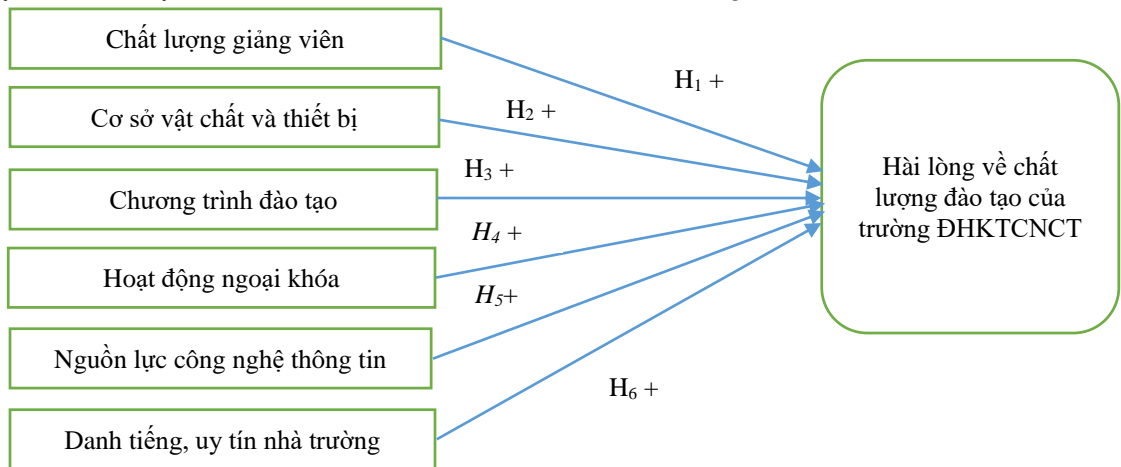 Chất lượng giảng viên
H₁ +
Cơ sở vật chất và thiết bị
H₂ +
Chương trình đào tạo
H₃ +
Hoạt động ngoại khóa
H₄ +
Nguồn lực công nghệ thông tin
H₅+
Danh tiếng, uy tín nhà trường
H₆ +
Hài lòng về chất
lượng đào tạo của
trường ĐHKTCNCT